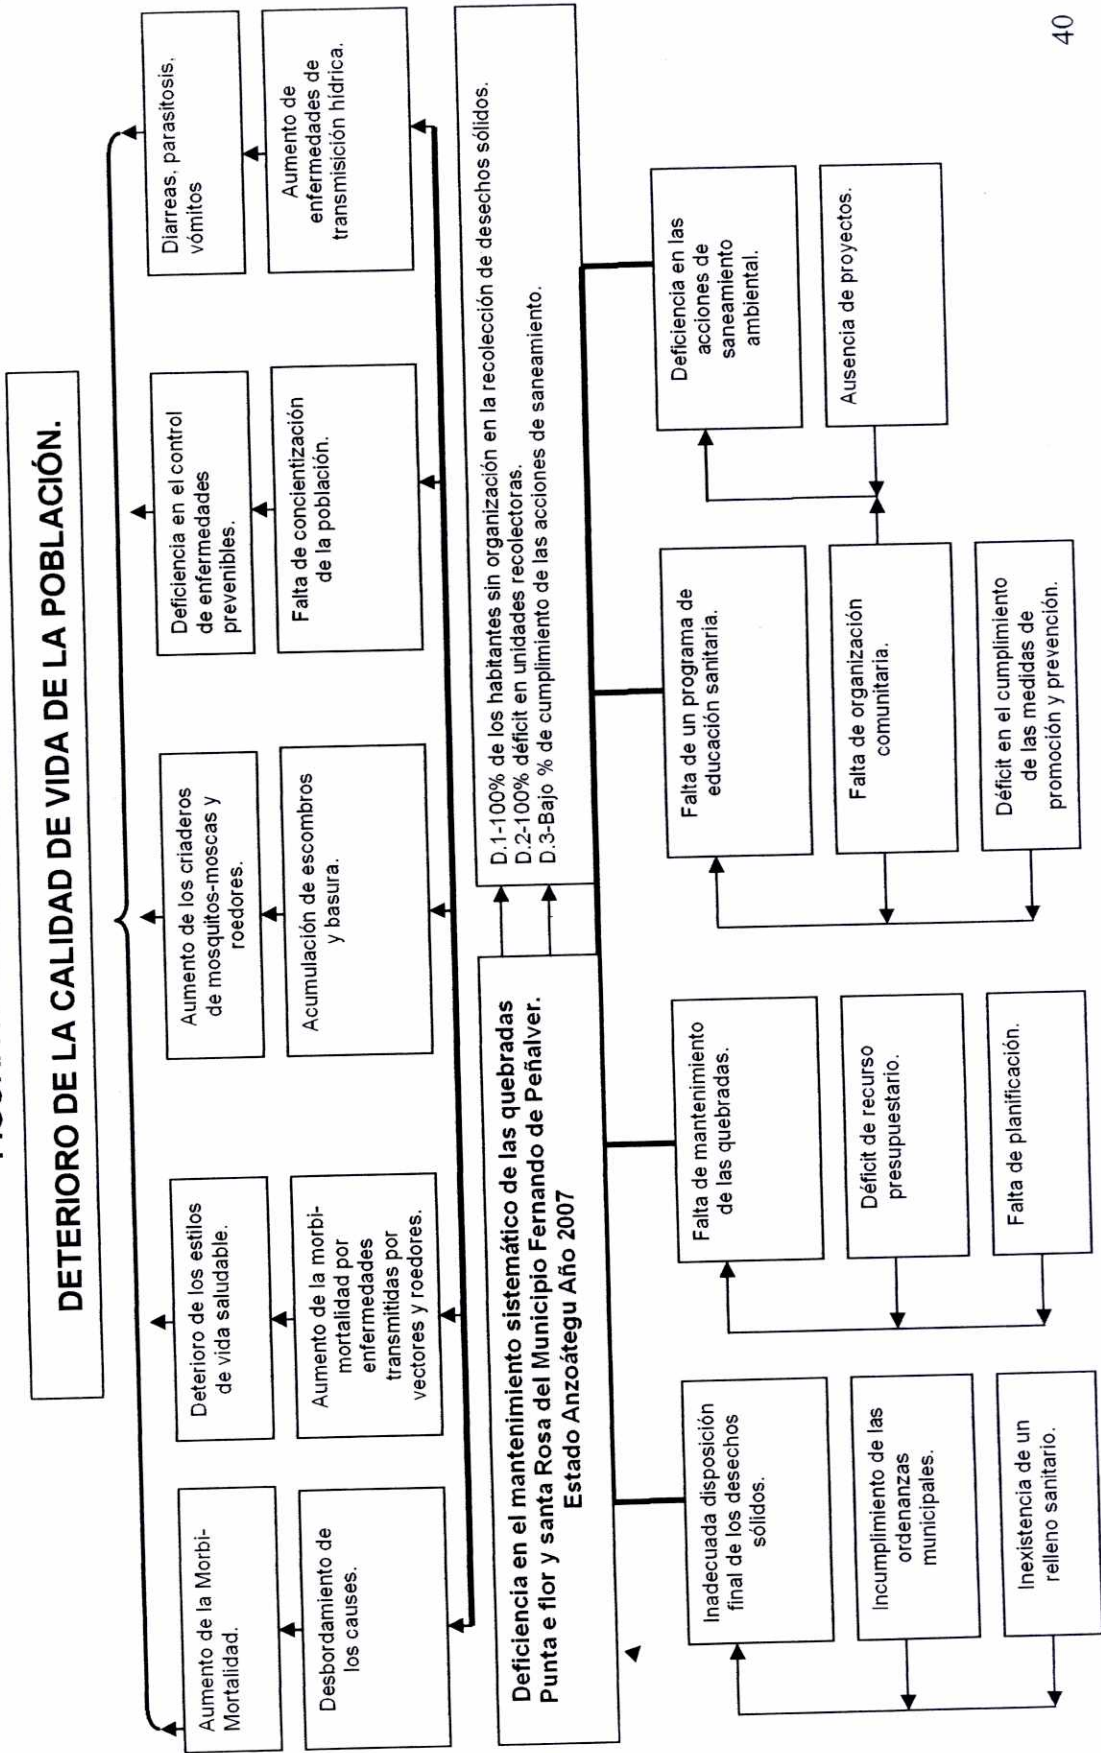 DETERIORO DE LA CALIDAD DE VIDA DE LA POBLACIÓN.
Aumento de la Morbi-
Mortalidad.
Deterioro de los estilos
de vida saludable.
Aumento de los criaderos
de mosquitos-moscas y
roedores.
Deficiencia en el control
de enfermedades
prevenibles.
Diarreas, parasitosis,
vómitos
Desbordamiento de
los causes.
Aumento de la morbi-
mortalidad por
enfermedades
transmitidas por
vectores y roedores.
Acumulación de escombros
y basura.
Falta de concientización
de la población.
Aumento de
enfermedades de
transmisición hídrica.
Deficiencia en el mantenimiento sistemático de las quebradas
Punta e flor y santa Rosa del Municipio Fernando de Peñalver.
Estado Anzoátegu Año 2007
D.1-100% de los habitantes sin organización en la recolección de desechos sólidos.
D.2-100% déficit en unidades recolectoras.
D.3-Bajo % de cumplimiento de las acciones de saneamiento.
Inadecuada disposición
final de los desechos
sólidos.
Incumplimiento de las
ordenanzas
municipales.
Inexistencia de un
relleno sanitario.
Falta de mantenimiento
de las quebradas.
Déficit de recurso
presupuestario.
Falta de planificación.
Falta de un programa de
educación sanitaria.
Falta de organización
comunitaria.
Déficit en el cumplimiento
de las medidas de
promoción y prevención.
Deficiencia en las
acciones de
saneamiento
ambiental.
Ausencia de proyectos.
40